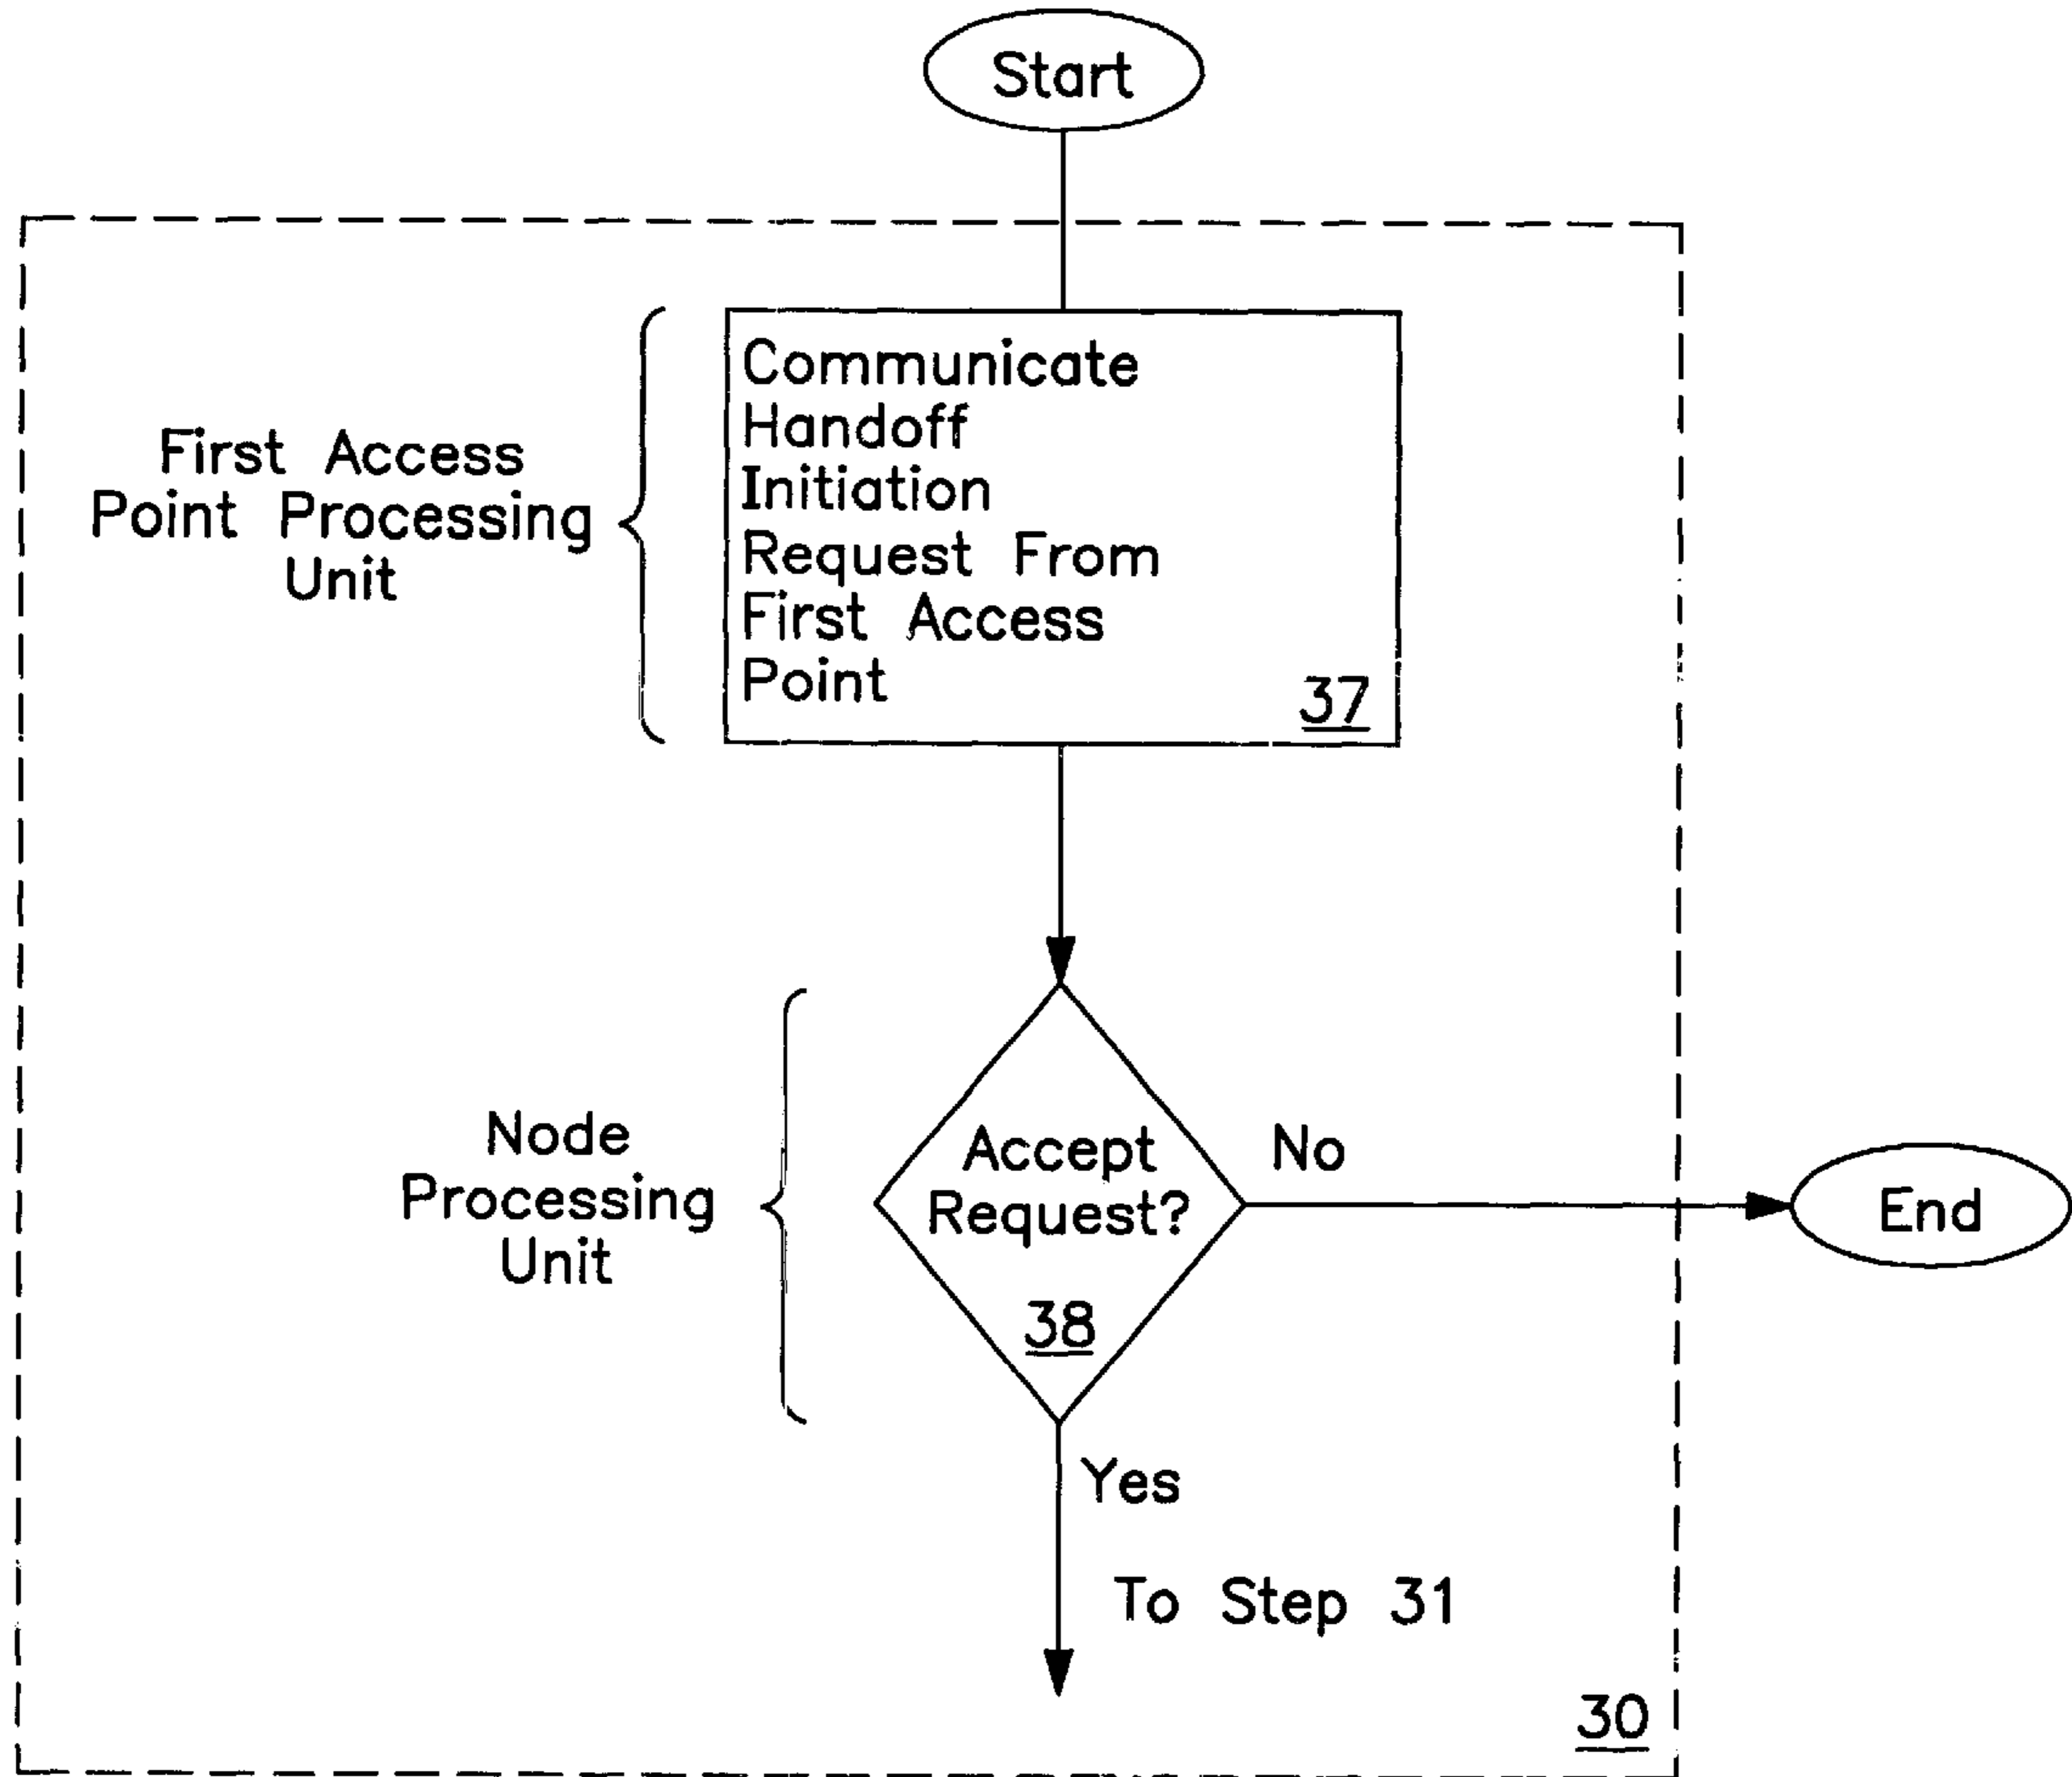 Start
Communicate
Handoff
Initiation
Request From
First Access
Point
37
First Access
Point Processing
Unit
Node
Processing
Unit
Accept
Request?
38
No
End
Yes
To Step 31
30